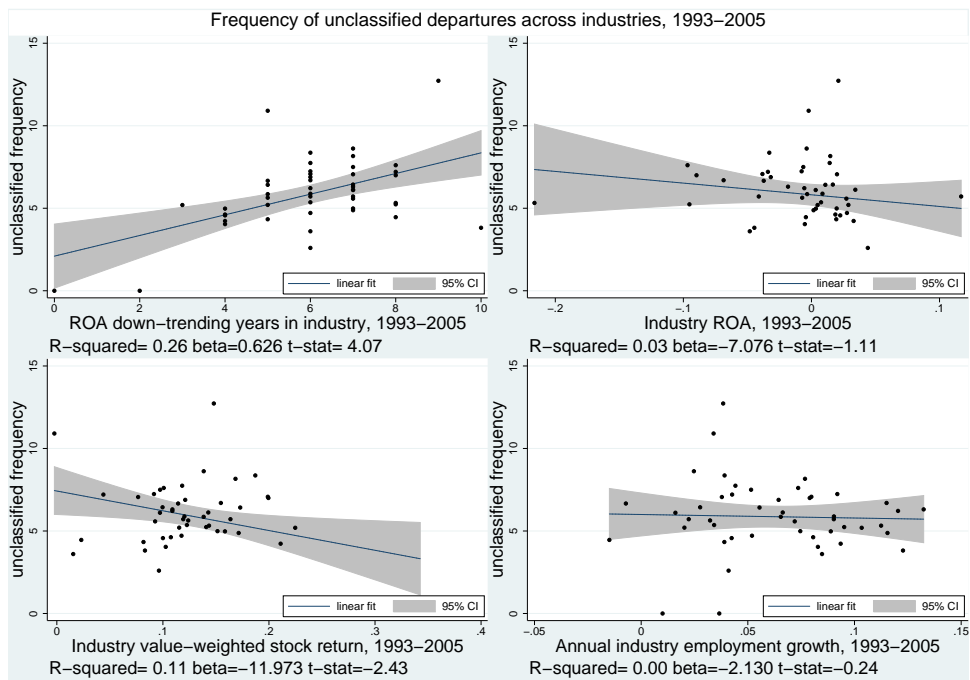 Frequency of unclassified departures across industries, 1993−2005
unclassified frequency
15
10
5
0
0 2 4 6 8 10
linear fit 95% CI
ROA down−trending years in industry, 1993−2005
R−squared= 0.26 beta=0.626 t−stat= 4.07
unclassified frequency
15
10
5
0
−.2 −.1 0 .1
linear fit 95% CI
Industry ROA, 1993−2005
R−squared= 0.03 beta=−7.076 t−stat=−1.11
unclassified frequency
15
10
5
0
0 .1 .2 .3 .4
linear fit 95% CI
Industry value−weighted stock return, 1993−2005
R−squared= 0.11 beta=−11.973 t−stat=−2.43
unclassified frequency
15
10
5
0
−.05 0 .05 .1 .15
linear fit 95% CI
Annual industry employment growth, 1993−2005
R−squared= 0.00 beta=−2.130 t−stat=−0.24